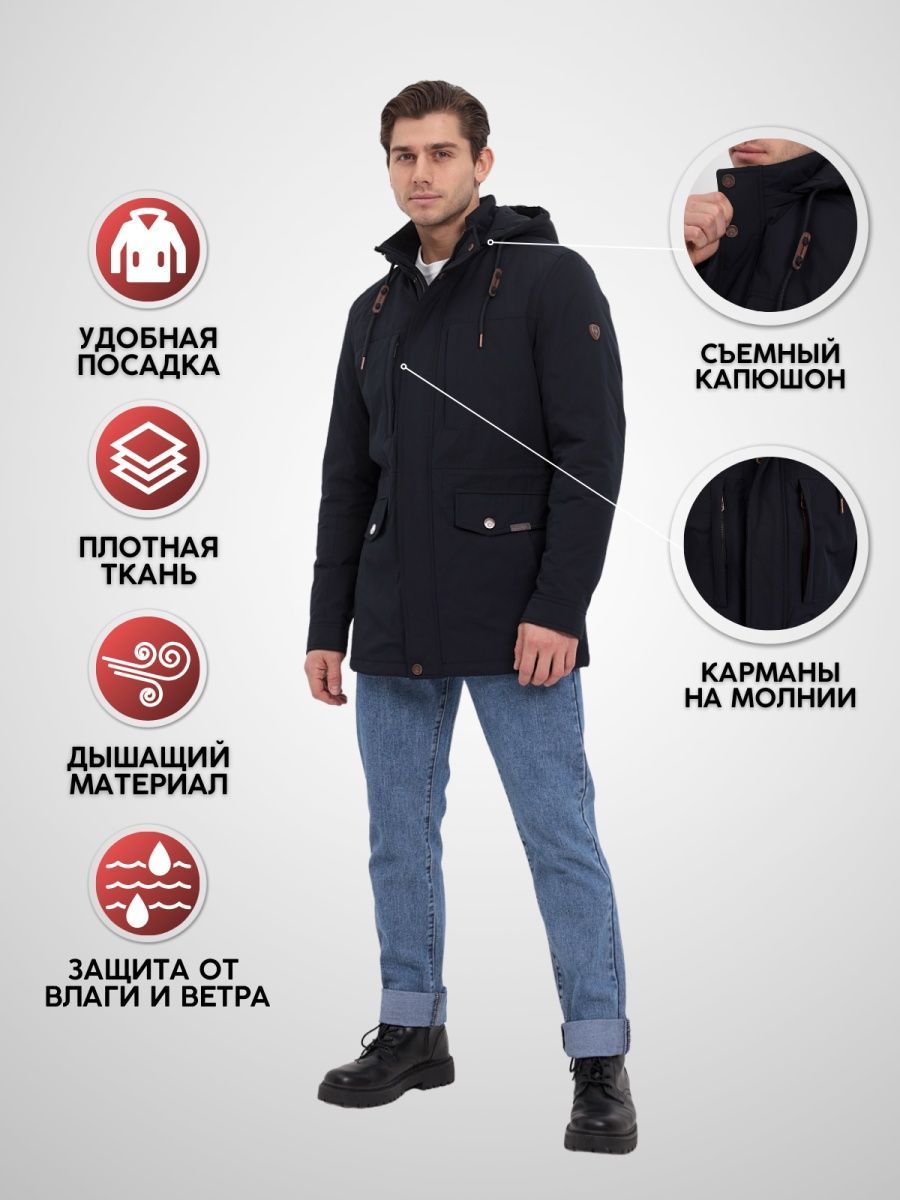 УДОБНАЯ
ПОСАДКА
ПЛОТНАЯ
ТКАНЬ
ДЫШАЩИЙ
МАТЕРИАЛ
ЗАЩИТА ОТ
ВЛАГИ И ВЕТРА
СЪЕМНЫЙ
КАПЮШОН
КАРМАНЫ
НА МОЛНИИ